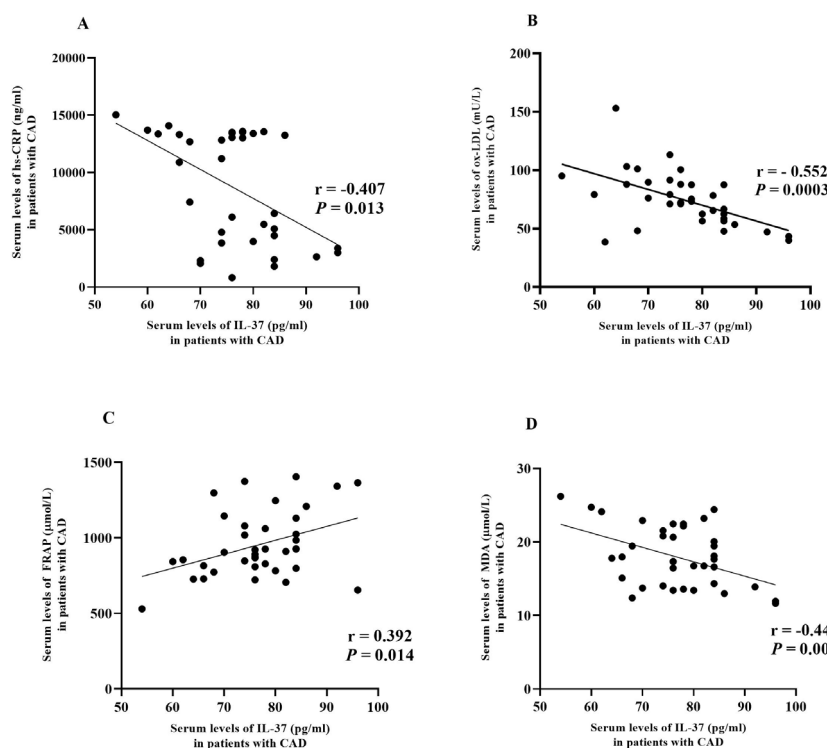 A
Serum levels of hs-CRP (ng/ml)
in patients with CAD
20000
15000
10000
5000
0
r = -0.407
P = 0.013
50 60 70 80 90 100
Serum levels of IL-37 (pg/ml)
in patients with CAD
B
Serum levels of ox-LDL (mU/L)
in patients with CAD
200
150
100
50
0
r = - 0.552
P = 0.0003
50 60 70 80 90 100
Serum levels of IL-37 (pg/ml)
in patients with CAD
C
Serum levels of FRAP (μmol/L)
in patients with CAD
1500
1000
500
0
r = 0.392
P = 0.014
50 60 70 80 90 100
Serum levels of IL-37 (pg/ml)
in patients with CAD
D
Serum levels of MDA (μmol/L)
in patients with CAD
30
20
10
0
r = -0.44
P = 0.00
50 60 70 80 90 100
Serum levels of IL-37 (pg/ml)
in patients with CAD